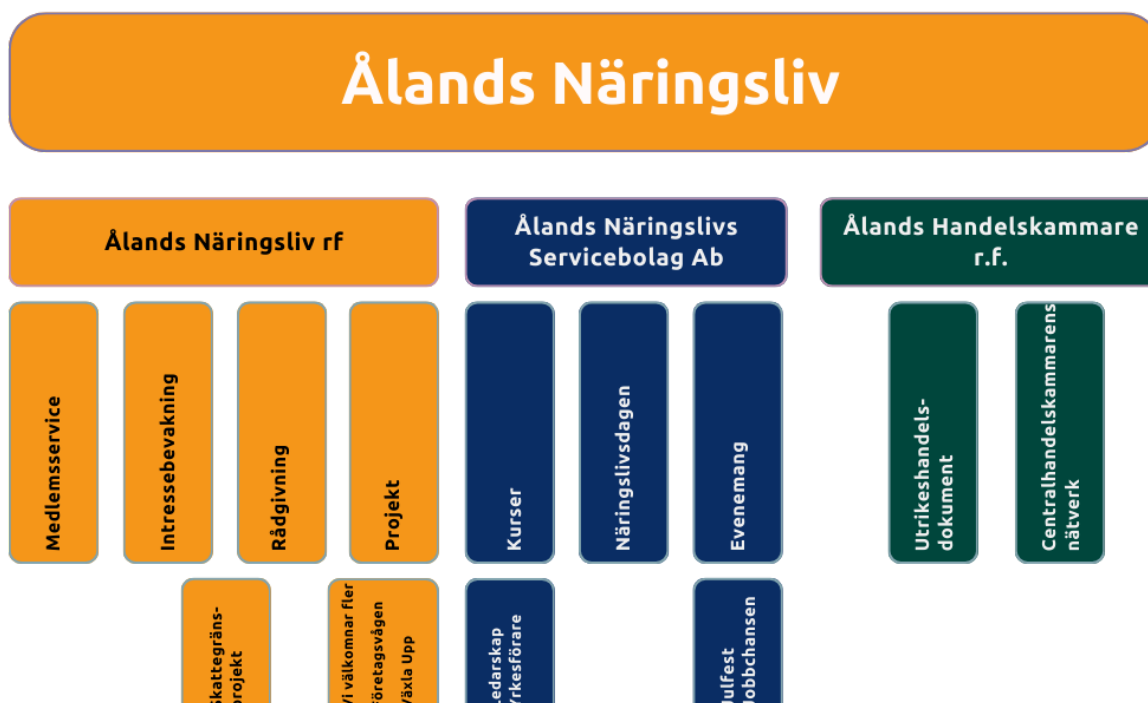 Ålands Näringsliv
Ålands Näringsliv rf
Ålands Näringslivs
Servicebolag Ab
Ålands Handelskammare
r.f.
Medlemsservice
Intressebevakning
Rådgivning
Projekt
Kurser
Näringslivsdagen
Evenemang
Utrikeshandels-
dokument
Centralhandelskammarens
nätverk
Skattegräns-
projekt
Vi välkomnar fler
Företagsvågen
Växla Upp
Ledarskap
Yrkesförare
Julfest
Jobbchansen